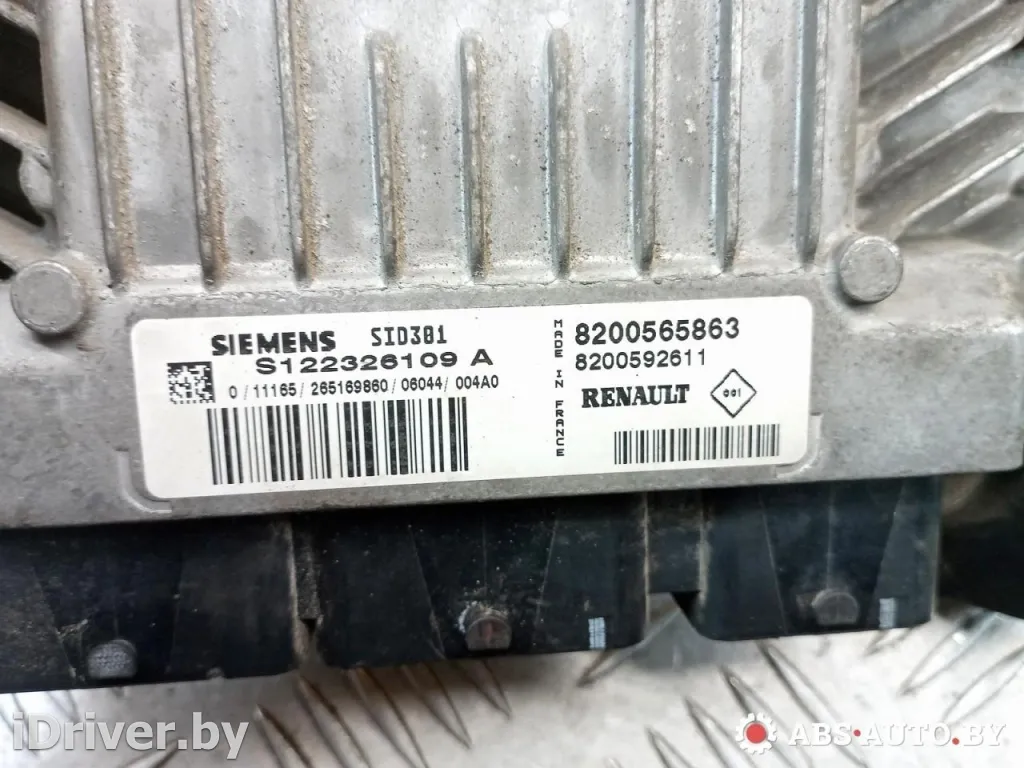 SIEMENS SID301
S122326109 A
0 / 11165 / 265169860 / 06044 / 004A0
MADE IN FRANCE
8200565863
8200592611
RENAULT 001
iDriver.by
ABS-AUTO.BY